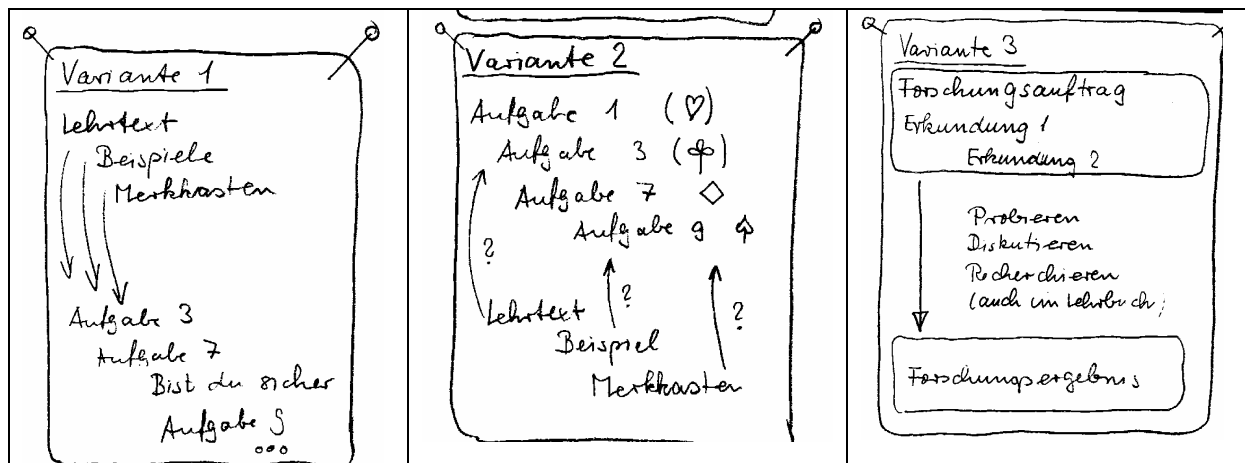 Variante 1
Lehrtext
Beispiele
Merkkasten
Aufgabe 3
Aufgabe 7
Bist du sicher
Aufgabe 9
Variante 2
Aufgabe 1 (♡)
Aufgabe 3 (♣)
Aufgabe 7 ◇
Aufgabe 9 ♤
?
?
?
Lehrtext
Beispiel
Merkkasten
Variante 3
Forschungsauftrag
Erkundung 1
Erkundung 2
Probieren
Diskutieren
Recherchieren
(auch im Lehrbuch)
Forschungsergebnis